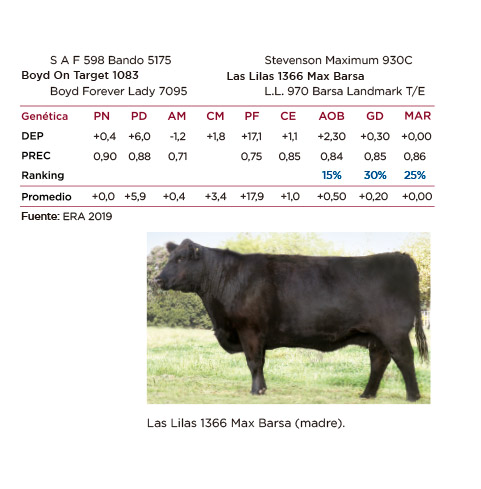 S A F 598 Bando 5175
Boyd On Target 1083
Boyd Forever Lady 7095
Stevenson Maximum 930C
Las Lilas 1366 Max Barsa
L.L. 970 Barsa Landmark T/E
Genética PN PD AM CM PF CE AOB GD MAR
DEP +0,4 +6,0 -1,2 +1,8 +17,1 +1,1 +2,30 +0,30 +0,00
PREC 0,90 0,88 0,71 0,75 0,85 0,84 0,85 0,86
Ranking 15% 30% 25%
Promedio +0,0 +5,9 +0,4 +3,4 +17,9 +1,0 +0,50 +0,20 +0,00
Fuente: ERA 2019
Las Lilas 1366 Max Barsa (madre).